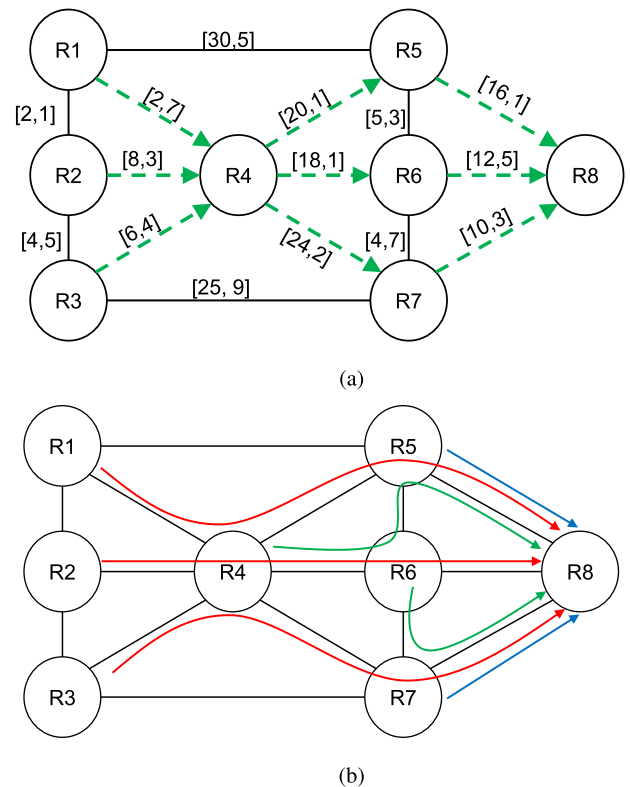 R1 [30,5] R5
[2,7] [20,1] [16,1]
[2,1] [5,3]
R2 [8,3] R4 [18,1] R6 [12,5] R8
[4,5] [6,4] [24,2] [4,7] [10,3]
R3 [25, 9] R7
(a)
R1 R5
R2 R4 R6 R8
R3 R7
(b)